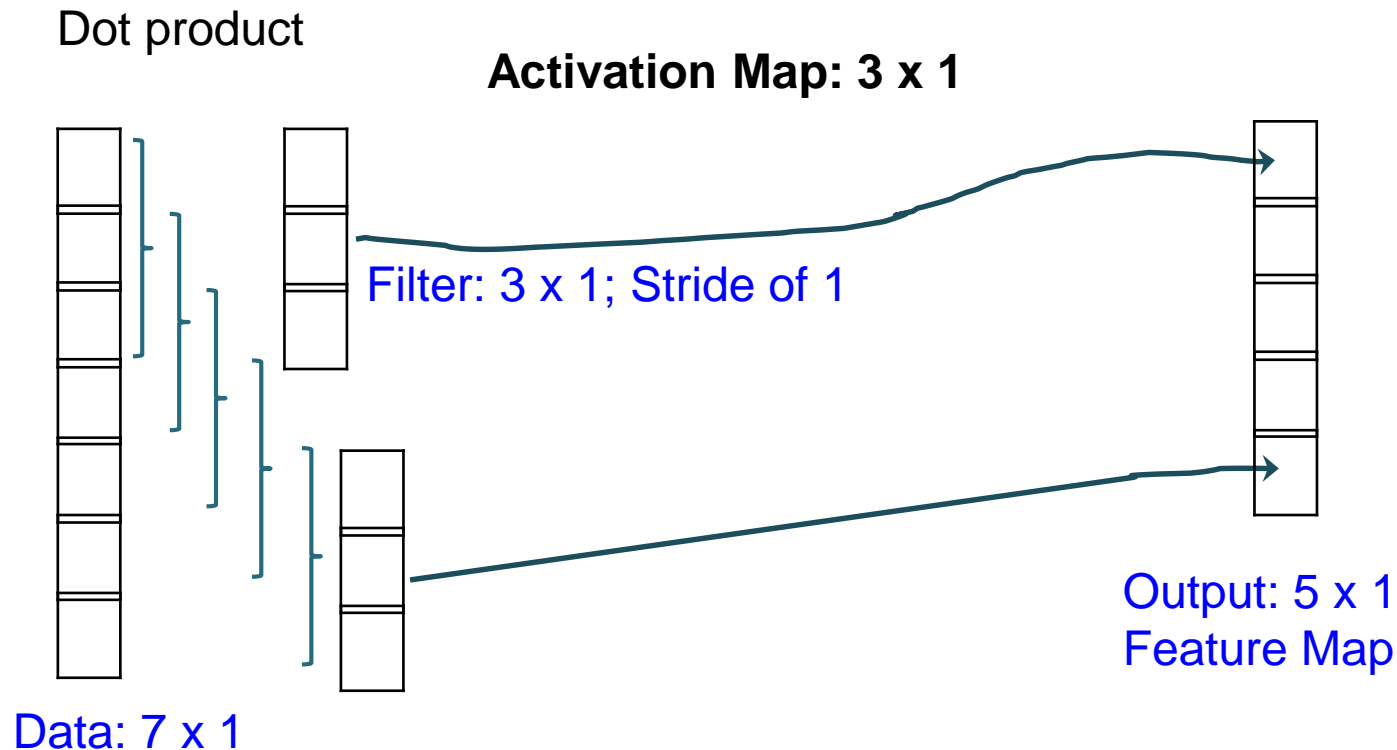 Dot product
Activation Map: 3 x 1
Filter: 3 x 1; Stride of 1
Output: 5 x 1
Feature Map
Data: 7 x 1